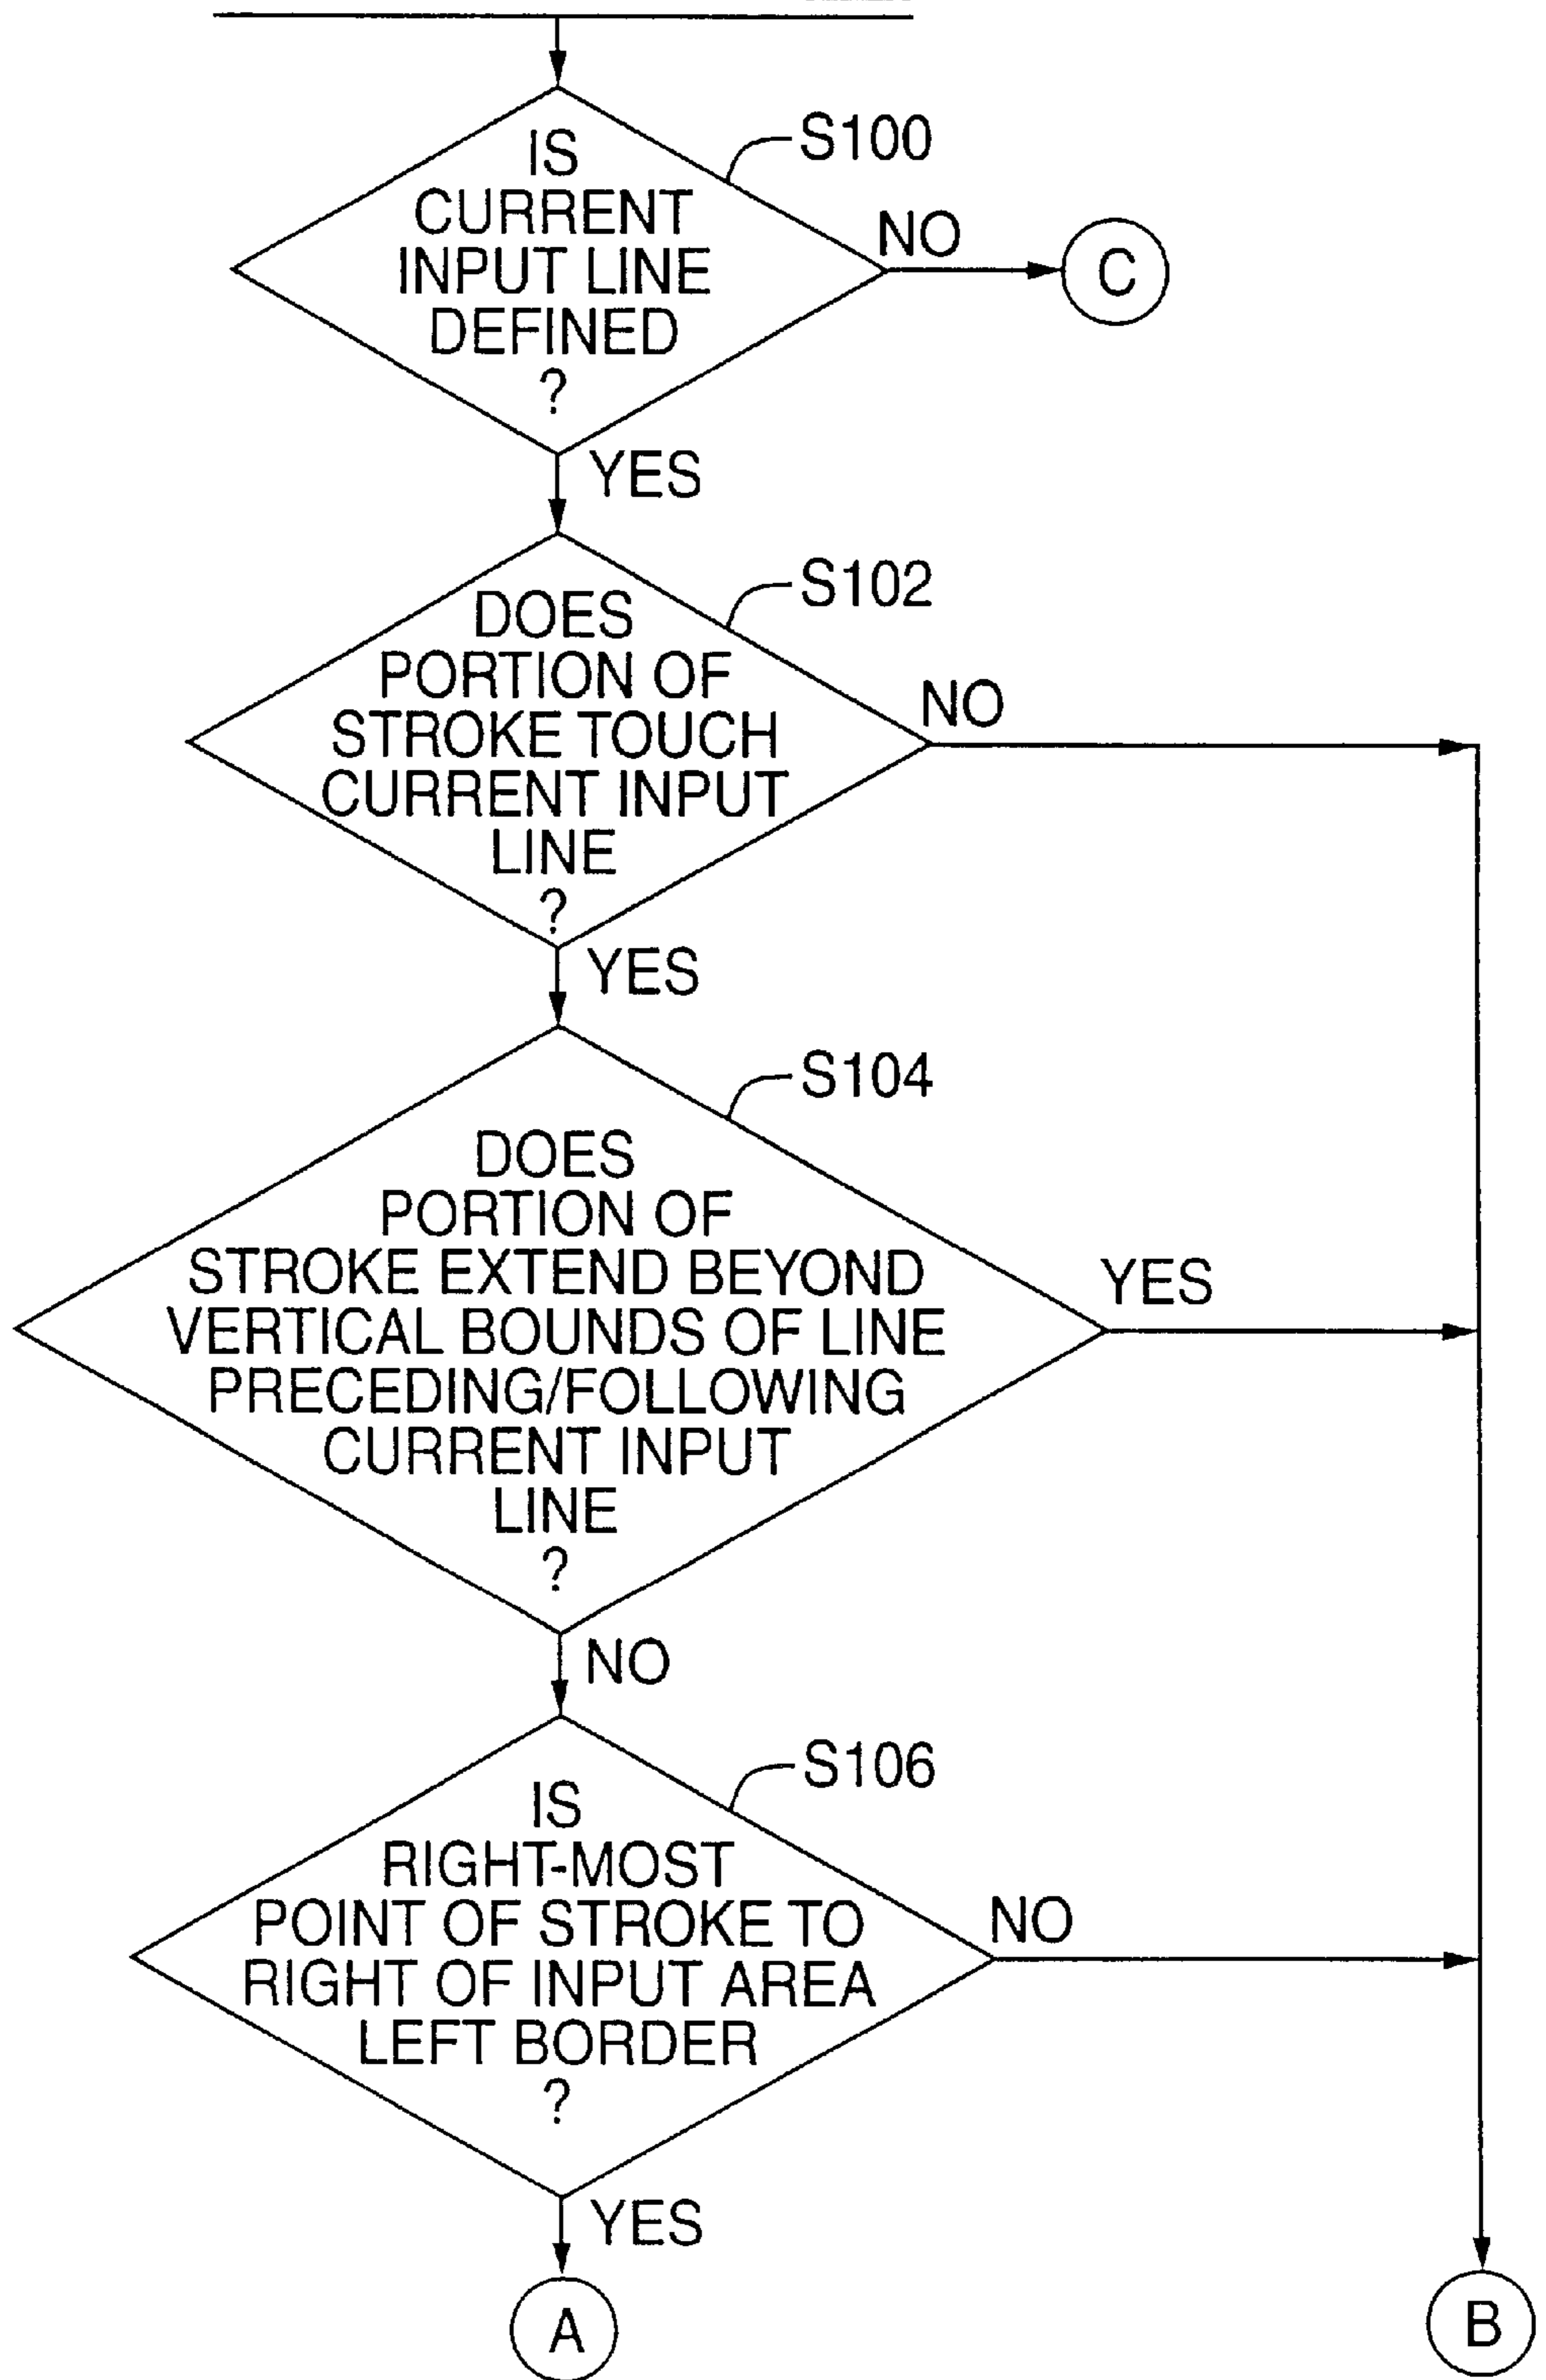 S100
IS
CURRENT
INPUT LINE
DEFINED
?
NO
C
YES
S102
DOES
PORTION OF
STROKE TOUCH
CURRENT INPUT
LINE
?
NO
YES
S104
DOES
PORTION OF
STROKE EXTEND BEYOND
VERTICAL BOUNDS OF LINE
PRECEDING/FOLLOWING
CURRENT INPUT
LINE
?
YES
NO
S106
IS
RIGHT-MOST
POINT OF STROKE TO
RIGHT OF INPUT AREA
LEFT BORDER
?
NO
YES
A
B